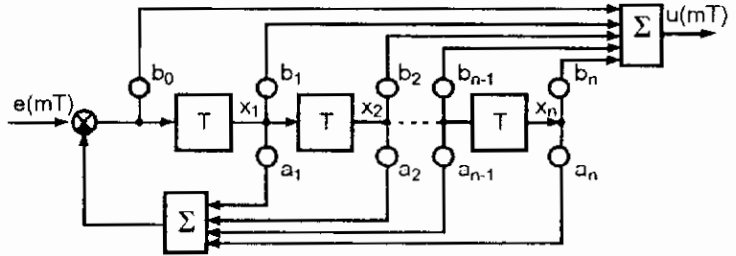 Σ
u(mT)
b₀
b₁
b₂
bₙ₋₁
bₙ
e(mT)
T
x₁
T
x₂
T
xₙ
a₁
a₂
aₙ₋₁
aₙ
Σ